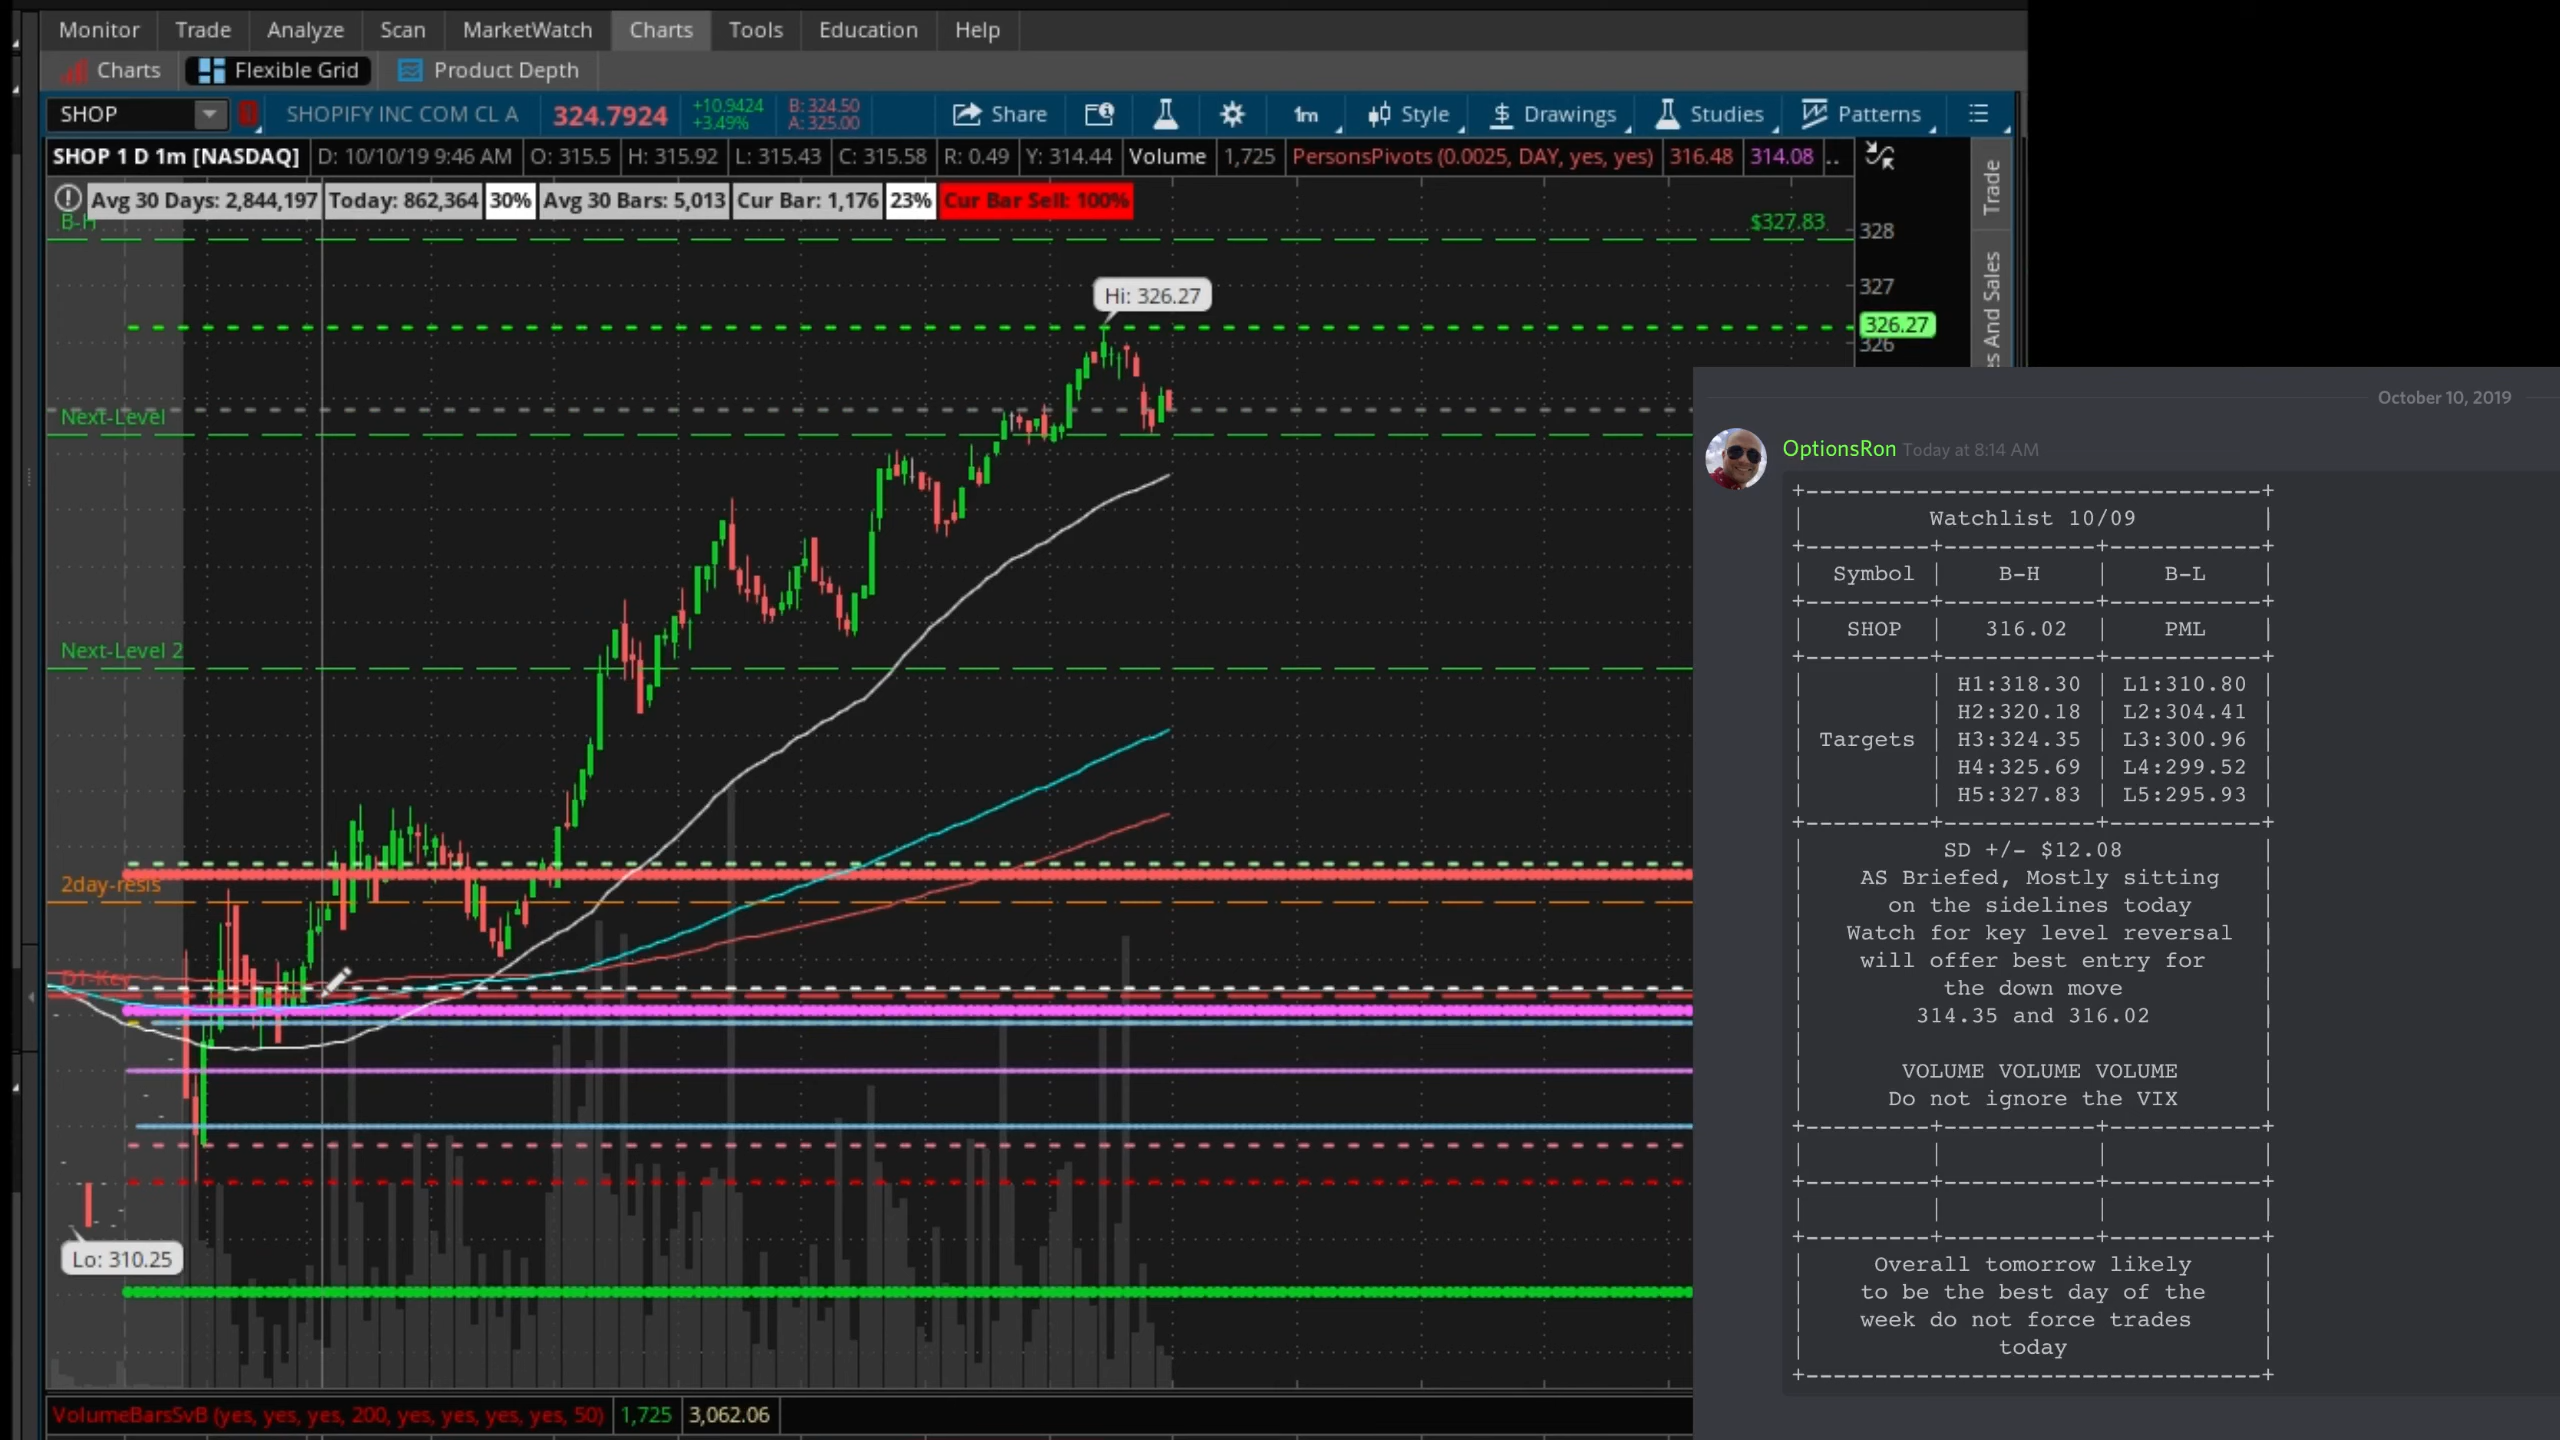 Monitor Trade Analyze Scan MarketWatch Charts Tools Education Help
Charts Flexible Grid Product Depth
SHOP SHOPIFY INC COM CL A 324.7924 +10.9424 B: 324.50 Share 1m Style Drawings Studies Patterns
+3.49% A: 325.00
SHOP 1 D 1m [NASDAQ] D: 10/10/19 9:46 AM O: 315.5 H: 315.92 L: 315.43 C: 315.58 R: 0.49 Y: 314.44 Volume 1,725 PersonsPivots (0.0025, DAY, yes, yes) 316.48 314.08 ..
Trade
Avg 30 Days: 2,844,197 Today: 862,364 30% Avg 30 Bars: 5,013 Cur Bar: 1,176 23% Cur Bar Sell: 100%
B-H $327.83 328
327
Hi: 326.27
326.27
326
es And Sales
Next-Level
Next-Level 2
2day-resis
D1-Key
Lo: 310.25
VolumeBarsSvB (yes, yes, yes, 200, yes, yes, yes, yes, 50) 1,725 3,062.06
October 10, 2019
OptionsRon Today at 8:14 AM
+---------------------------------+
| Watchlist 10/09 |
+---------+-----------+-----------+
| Symbol | B-H | B-L |
+---------+-----------+-----------+
| SHOP | 316.02 | PML |
+---------+-----------+-----------+
| | H1:318.30 | L1:310.80 |
| | H2:320.18 | L2:304.41 |
| Targets | H3:324.35 | L3:300.96 |
| | H4:325.69 | L4:299.52 |
| | H5:327.83 | L5:295.93 |
+---------+-----------+-----------+
| SD +/- $12.08 |
| AS Briefed, Mostly sitting |
| on the sidelines today |
| Watch for key level reversal |
| will offer best entry for |
| the down move |
| 314.35 and 316.02 |
| |
| VOLUME VOLUME VOLUME |
| Do not ignore the VIX |
+---------+-----------+-----------+
| | | |
+---------+-----------+-----------+
| | | |
+---------+-----------+-----------+
| Overall tomorrow likely |
| to be the best day of the |
| week do not force trades |
| today |
+---------------------------------+